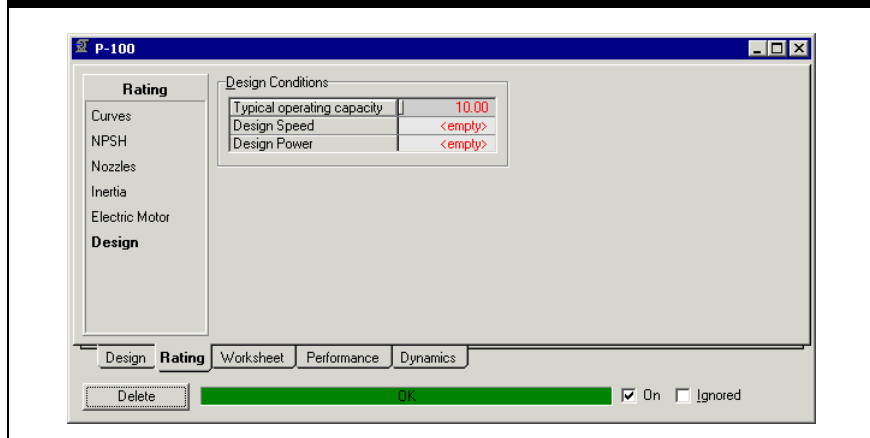 P-100
Rating
Curves
NPSH
Nozzles
Inertia
Electric Motor
Design
Design Conditions
Typical operating capacity 10.00
Design Speed <empty>
Design Power <empty>
Design Rating Worksheet Performance Dynamics
Delete OK On Ignored